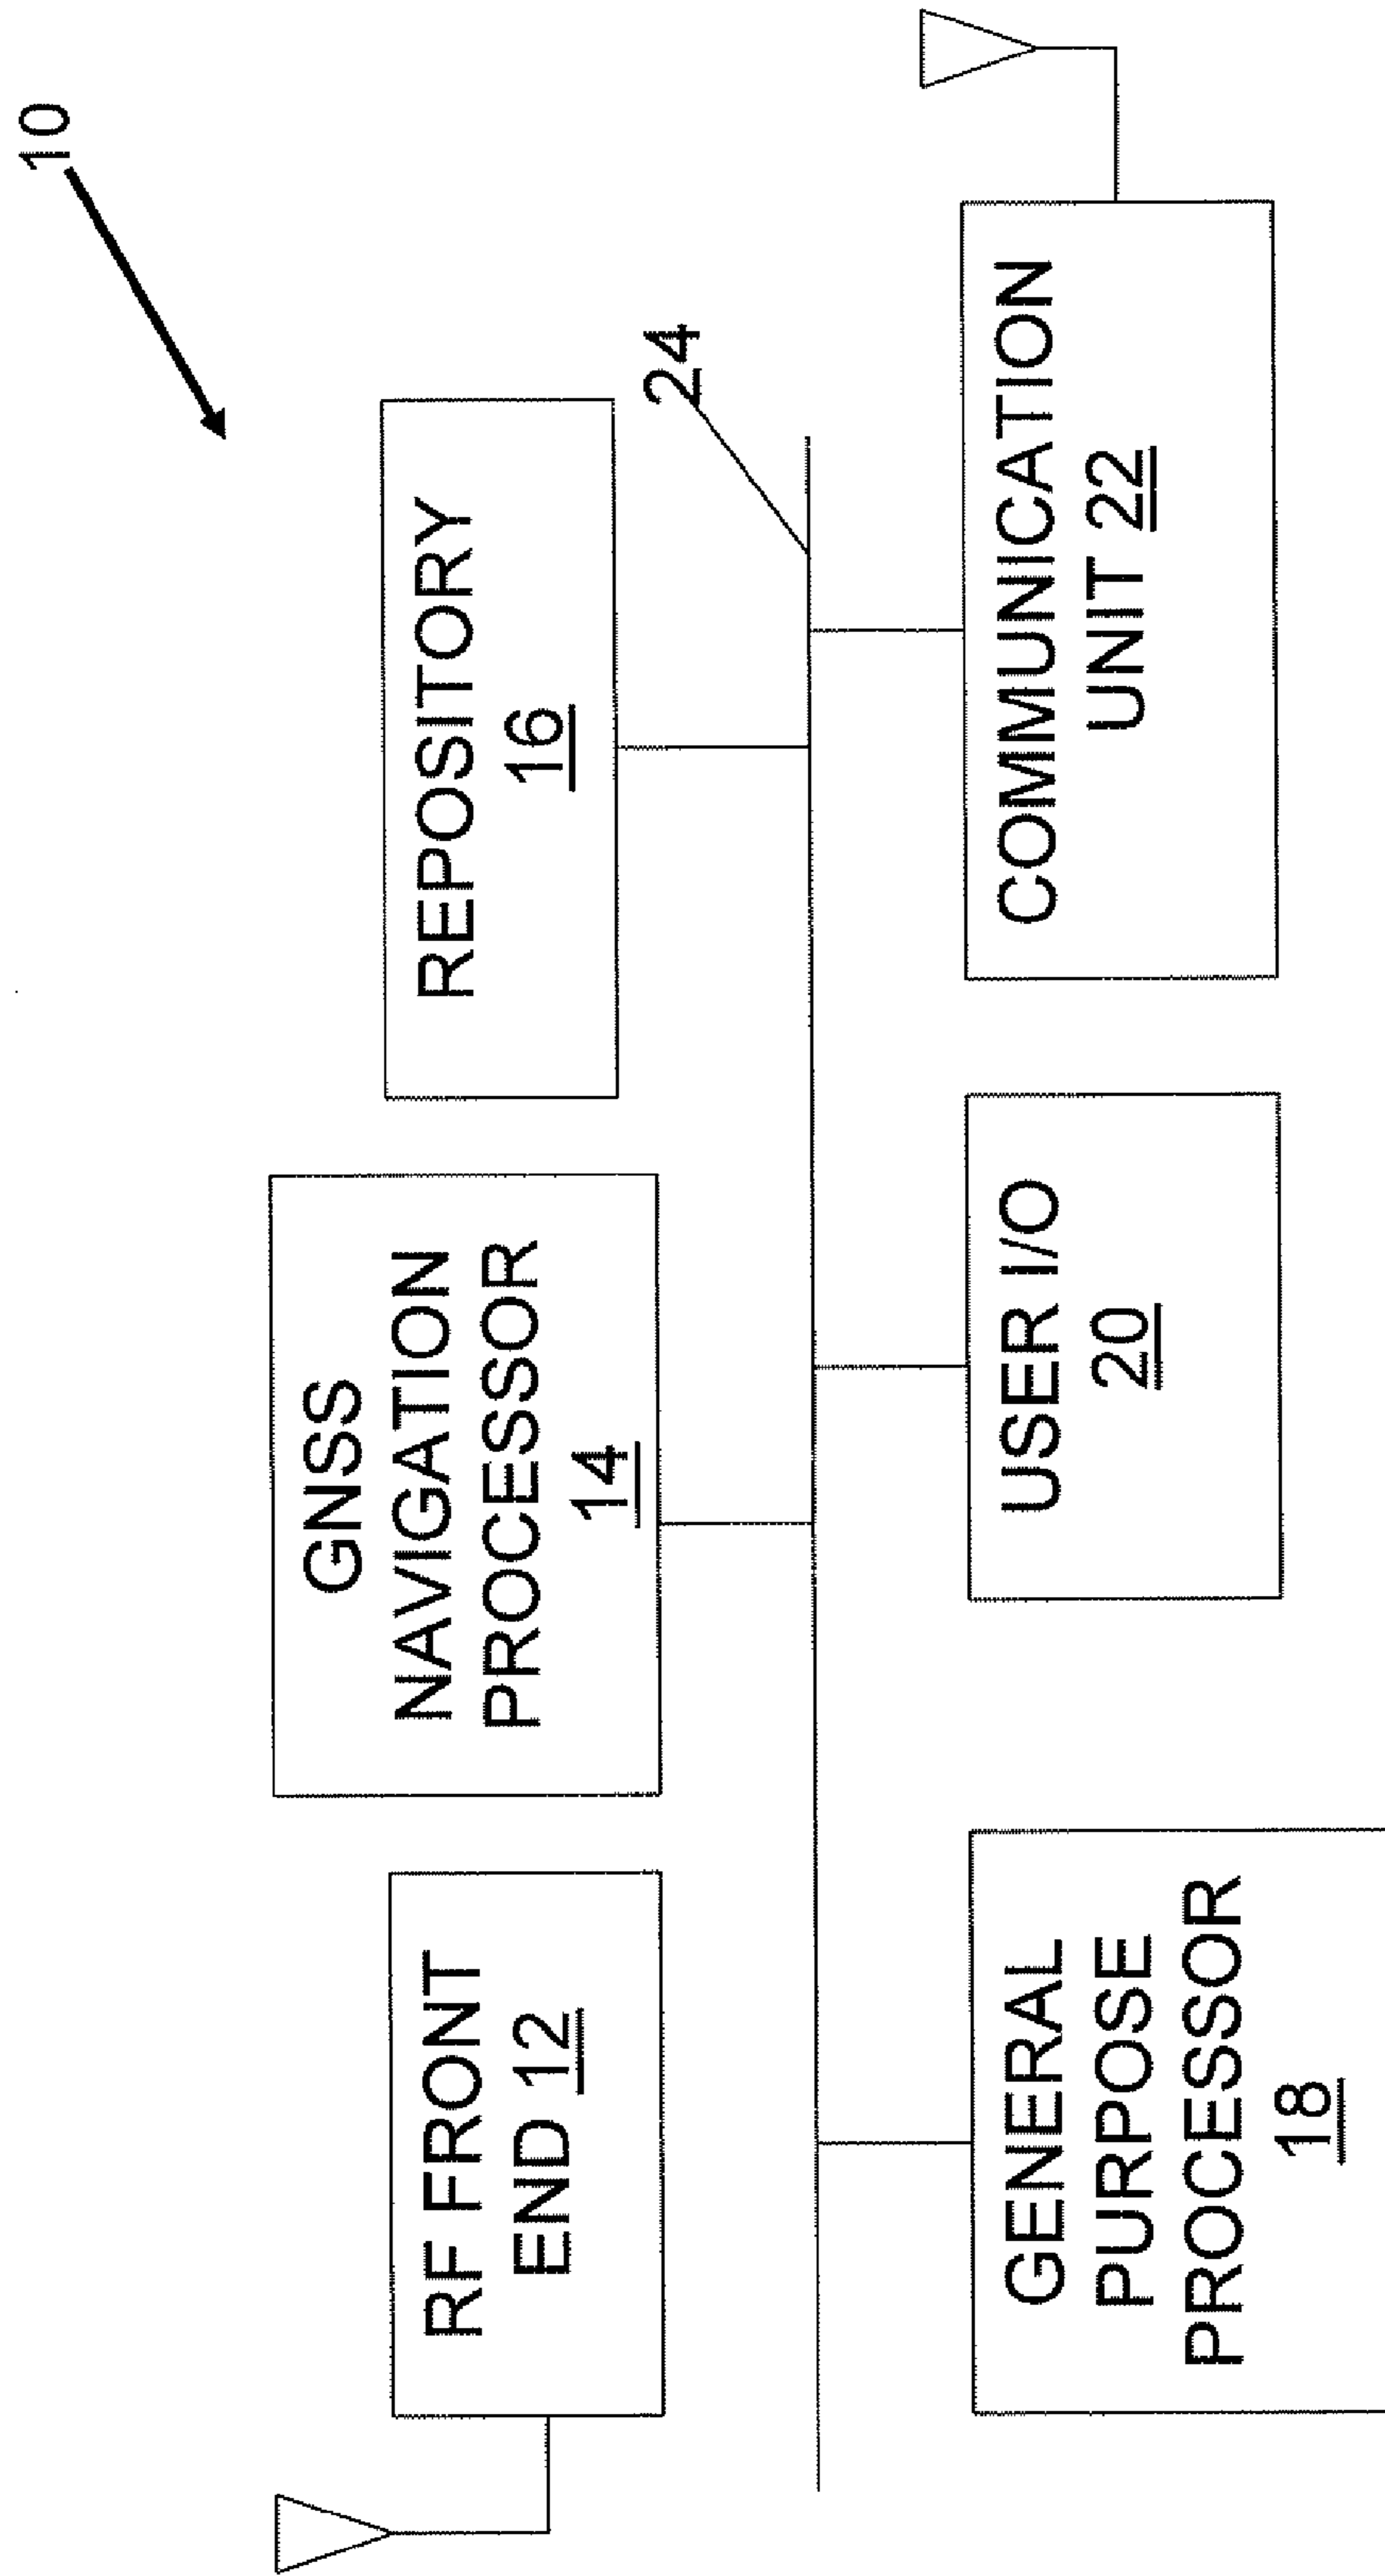 10
RF FRONT
END 12
GNSS
NAVIGATION
PROCESSOR
14
REPOSITORY
16
24
GENERAL
PURPOSE
PROCESSOR
18
USER I/O
20
COMMUNICATION
UNIT 22